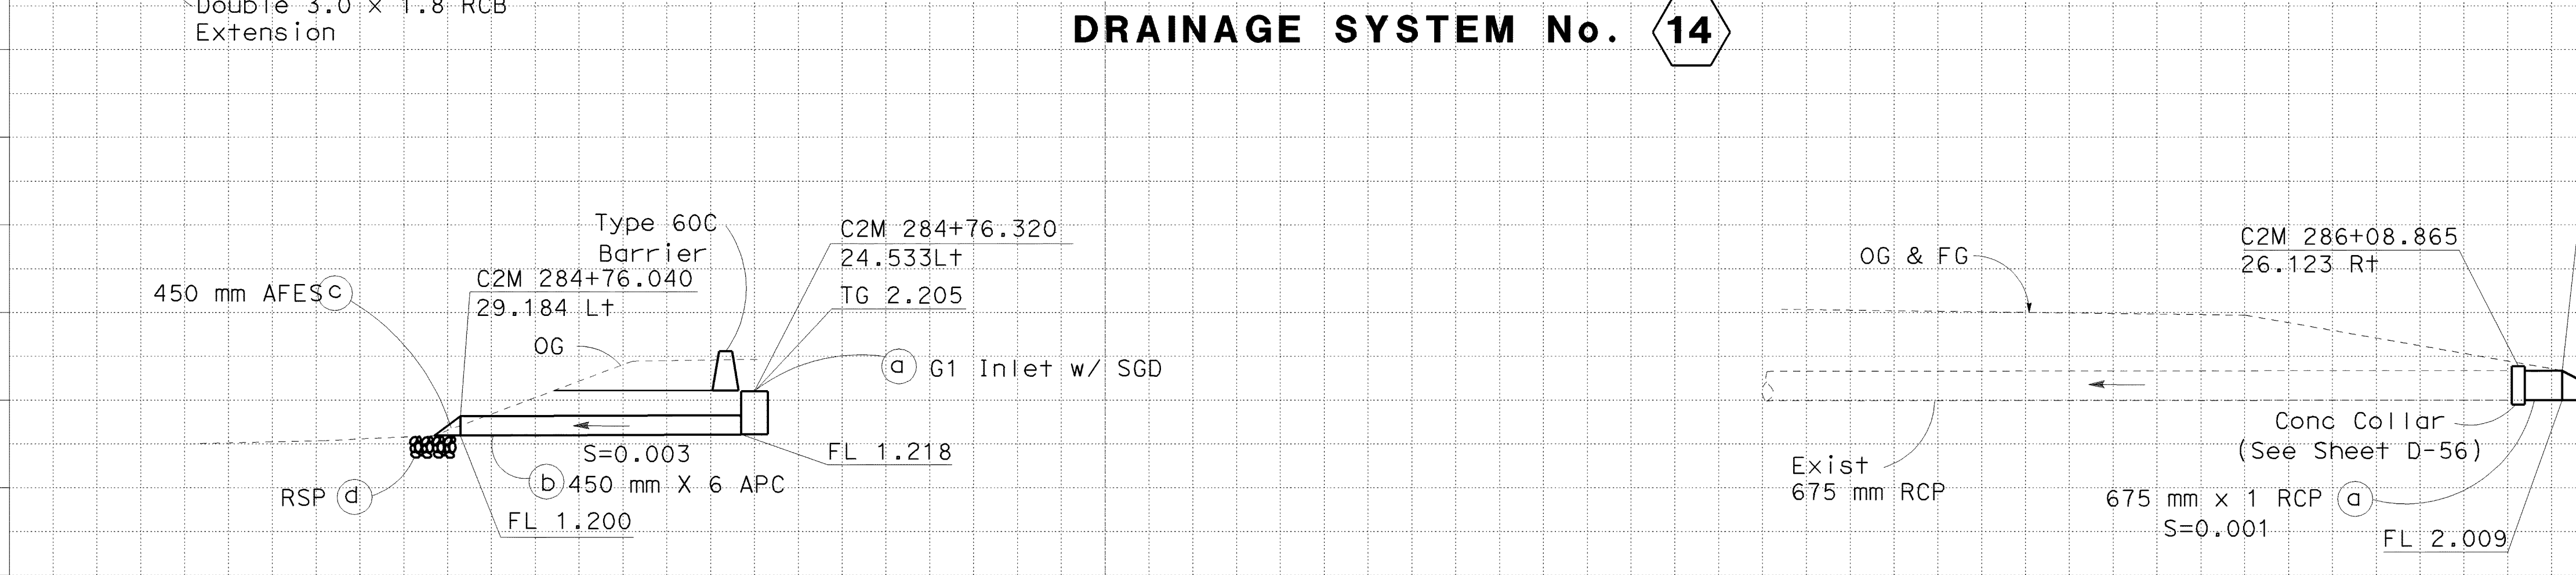 Double 3.0 x 1.8 RCB
Extension
DRAINAGE SYSTEM No. 14
Type 60C
Barrier
C2M 284+76.320
24.533Lt
TG 2.205
C2M 284+76.040
29.184 Lt
450 mm AFES c
OG
a G1 Inlet w/ SGD
S=0.003
FL 1.218
b 450 mm X 6 APC
RSP d
FL 1.200
OG & FG
C2M 286+08.865
26.123 Rt
Conc Collar
(See Sheet D-56)
Exist
675 mm RCP
675 mm x 1 RCP a
S=0.001
FL 2.009